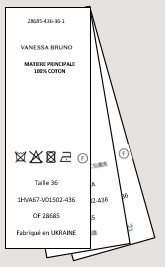 28685-436-36-1
VANESSA BRUNO
MATIERE PRINCIPALE
100% COTON
Taille 36
1HVA67-V01502-436
OF 28685
Fabriqué en UKRAINE